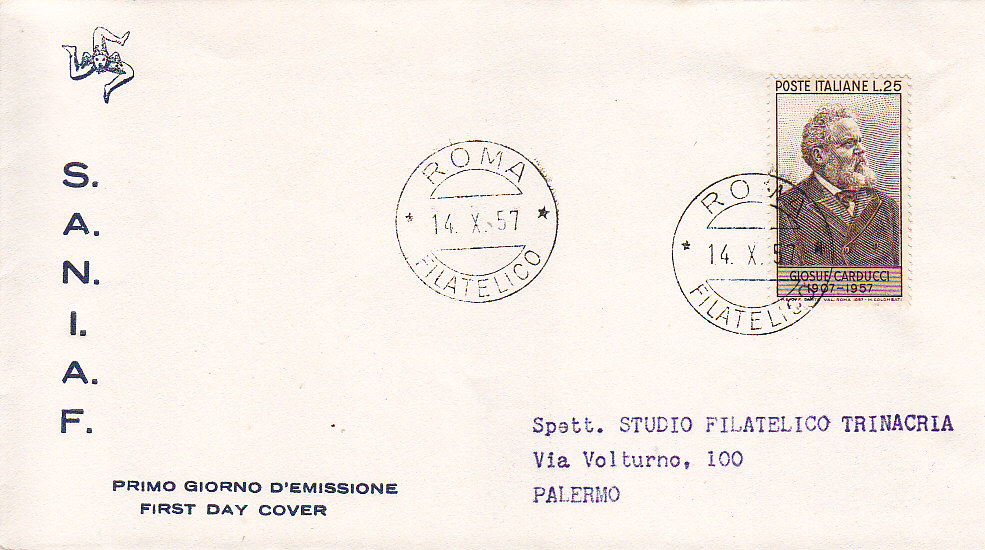 S.
A.
N.
I.
A.
F.
POSTE ITALIANE L.25
GIOSUE CARDUCCI
1907-1957
ROMA
14. X. 57
FILATELICO
ROMA
14. X. 57
FILATELICO
Spett. STUDIO FILATELICO TRINACRIA
Via Volturno, 100
PALERMO
PRIMO GIORNO D'EMISSIONE
FIRST DAY COVER